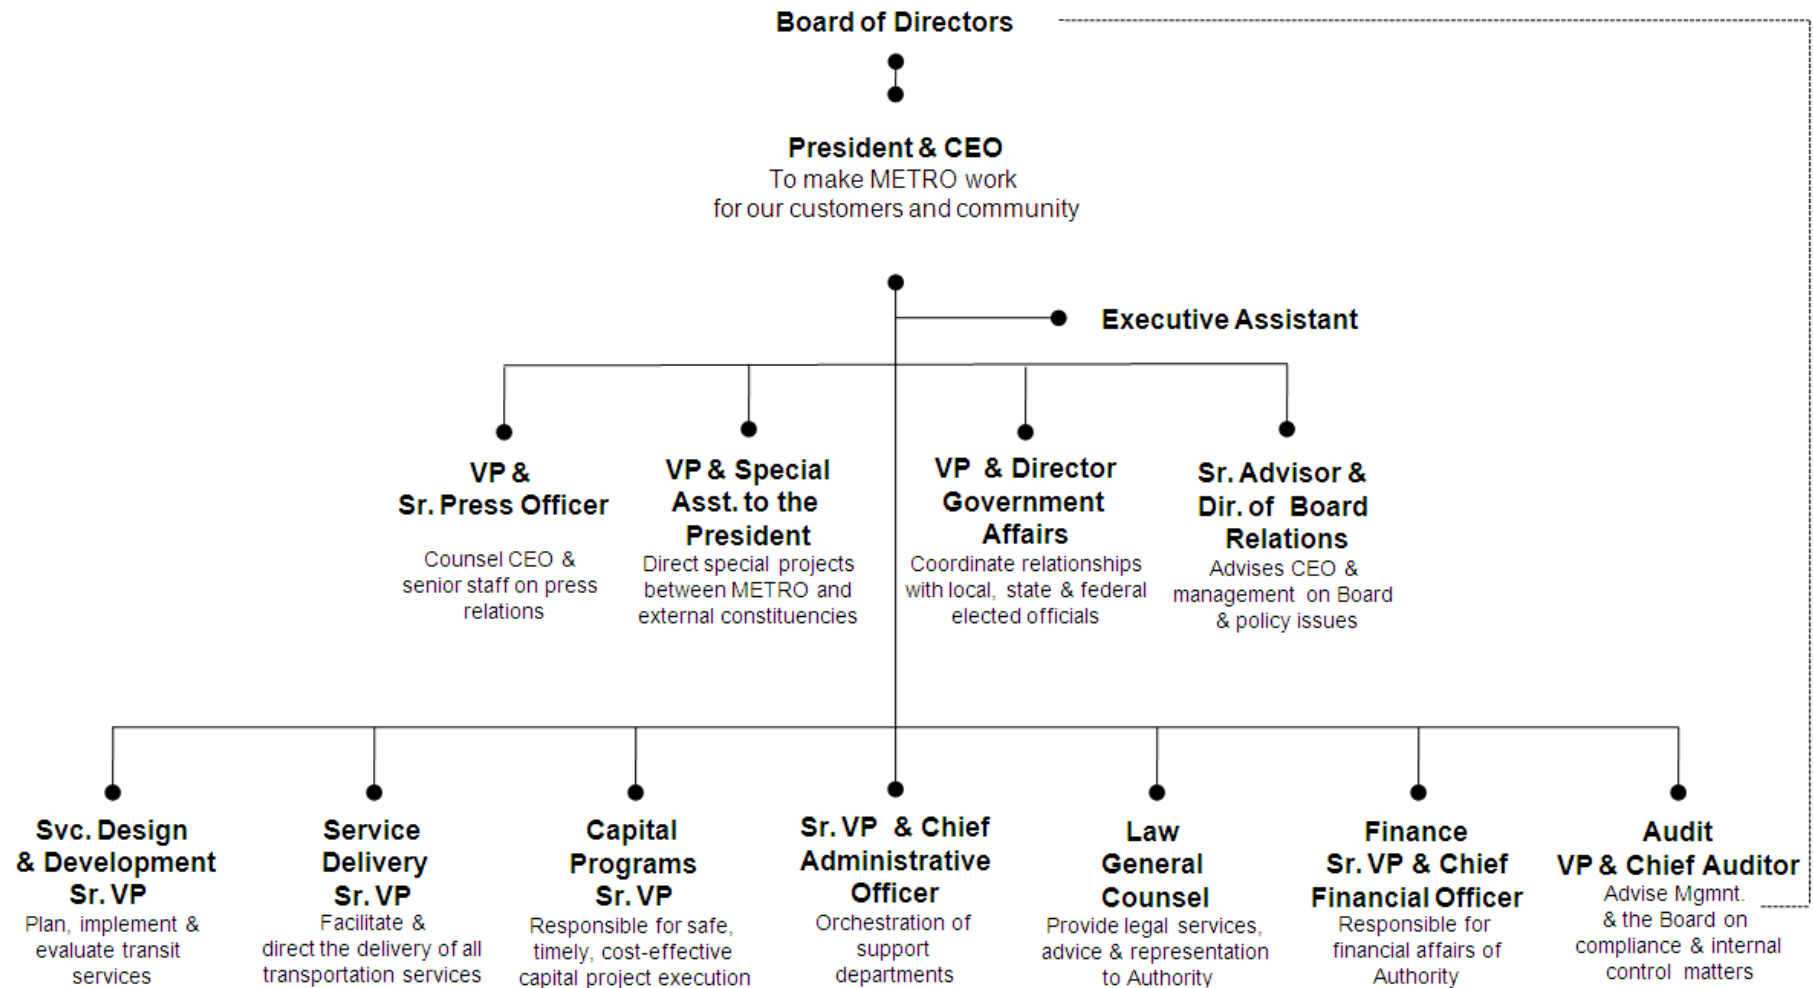 Board of Directors
President & CEO
To make METRO work
for our customers and community
Executive Assistant
VP &
Sr. Press Officer
Counsel CEO &
senior staff on press
relations
VP & Special
Asst. to the
President
Direct special projects
between METRO and
external constituencies
VP & Director
Government
Affairs
Coordinate relationships
with local, state & federal
elected officials
Sr. Advisor &
Dir. of Board
Relations
Advises CEO &
management on Board
& policy issues
Svc. Design
& Development
Sr. VP
Plan, implement &
evaluate transit
services
Service
Delivery
Sr. VP
Facilitate &
direct the delivery of all
transportation services
Capital
Programs
Sr. VP
Responsible for safe,
timely, cost-effective
capital project execution
Sr. VP & Chief
Administrative
Officer
Orchestration of
support
departments
Law
General
Counsel
Provide legal services,
advice & representation
to Authority
Finance
Sr. VP & Chief
Financial Officer
Responsible for
financial affairs of
Authority
Audit
VP & Chief Auditor
Advise Mgmnt.
& the Board on
compliance & internal
control matters